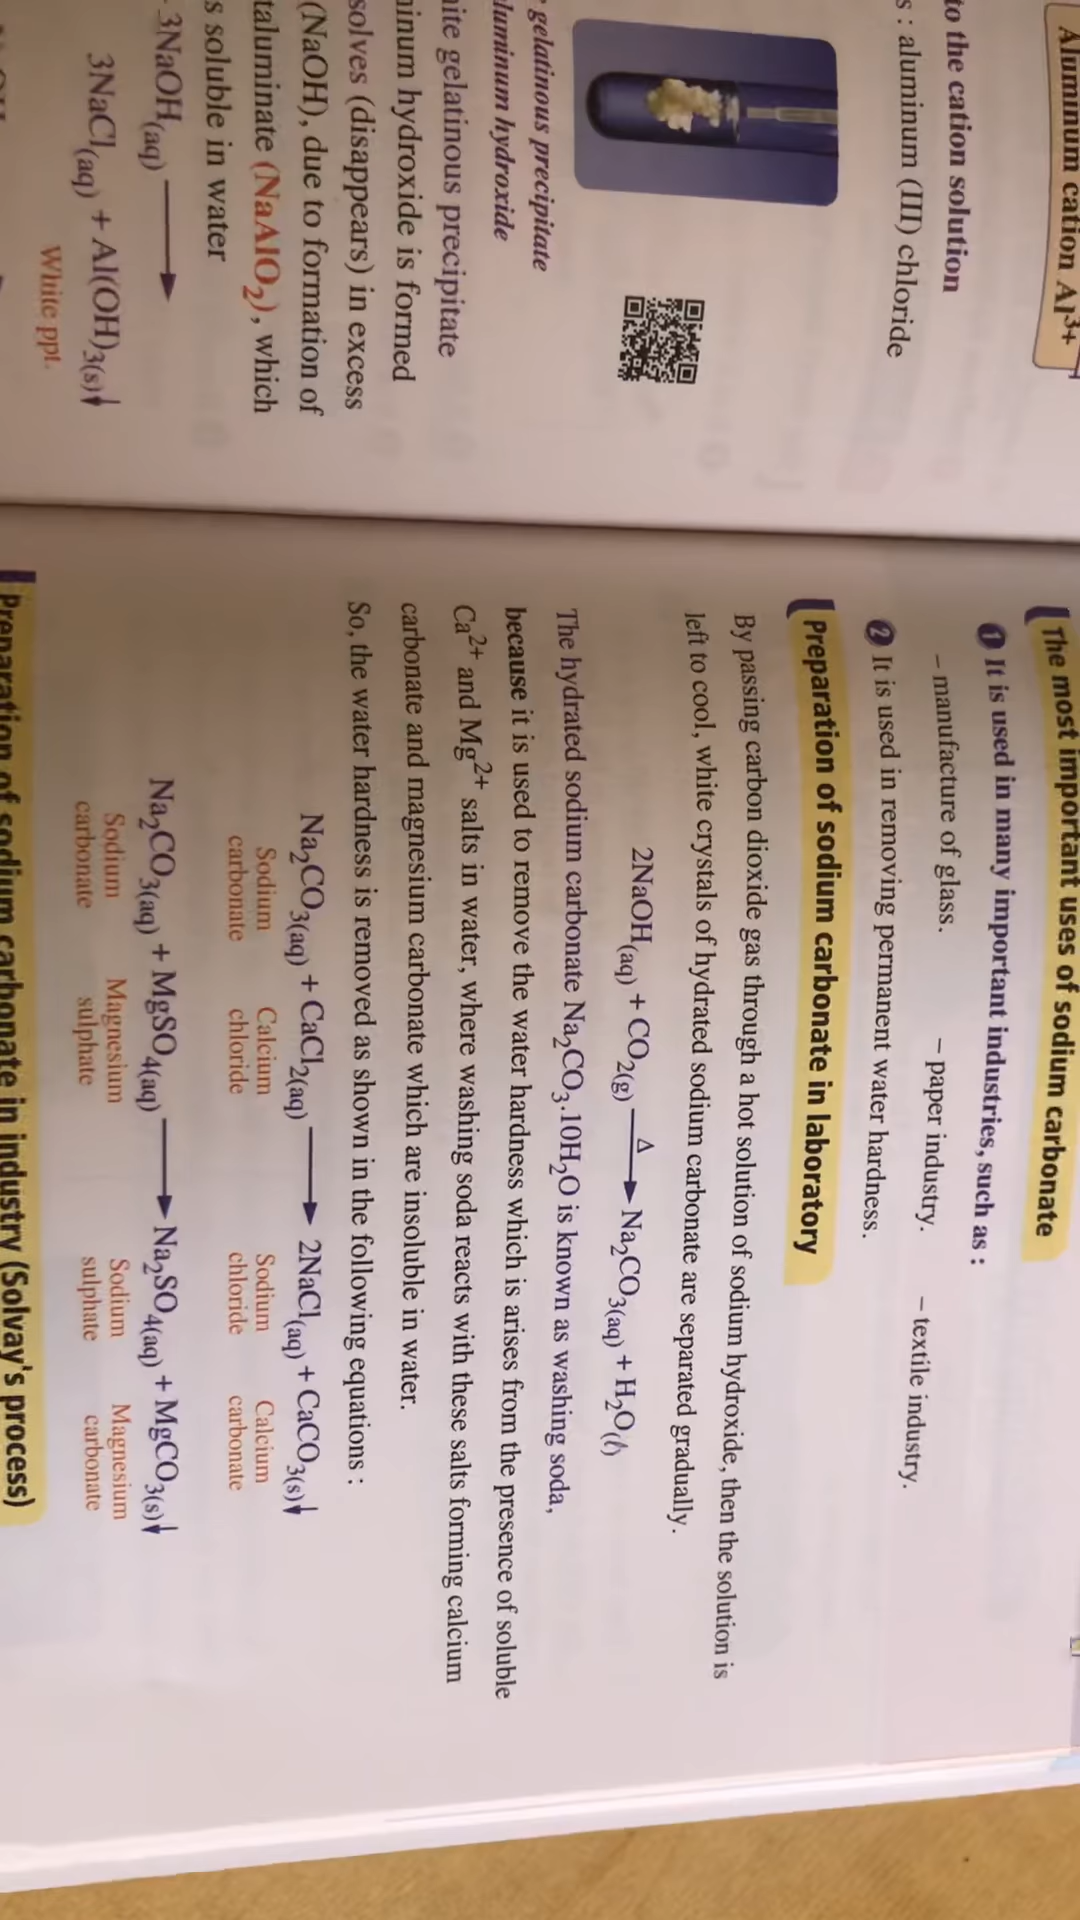 Aluminum cation Al³⁺
to the cation solution
s : aluminum (III) chloride
gelatinous precipitate
aluminum hydroxide
gelatinous precipitate
hydroxide is formed
(disappears) in excess
(NaOH), due to formation of
(NaAlO₂), which
s soluble in water
3NaOH(aq) ⟶
3NaCl(aq) + Al(OH)₃(s)↓
White ppt.
The most important uses of sodium carbonate
1 It is used in many important industries, such as :
– manufacture of glass. – paper industry. – textile industry.
2 It is used in removing permanent water hardness.
Preparation of sodium carbonate in laboratory
By passing carbon dioxide gas through a hot solution of sodium hydroxide, then the solution is
left to cool, white crystals of hydrated sodium carbonate are separated gradually.
2NaOH(aq) + CO₂(g) —Δ→ Na₂CO₃(aq) + H₂O(l)
The hydrated sodium carbonate Na₂CO₃.10H₂O is known as washing soda,
because it is used to remove the water hardness which is arises from the presence of soluble
Ca²⁺ and Mg²⁺ salts in water, where washing soda reacts with these salts forming calcium
carbonate and magnesium carbonate which are insoluble in water.
So, the water hardness is removed as shown in the following equations :
Na₂CO₃(aq) + CaCl₂(aq) ⟶ 2NaCl(aq) + CaCO₃(s)↓
Sodium Calcium Sodium Calcium
carbonate chloride chloride carbonate
Na₂CO₃(aq) + MgSO₄(aq) ⟶ Na₂SO₄(aq) + MgCO₃(s)↓
Sodium Magnesium Sodium Magnesium
carbonate sulphate sulphate carbonate
Preparation of sodium carbonate in industry (Solvay's process)